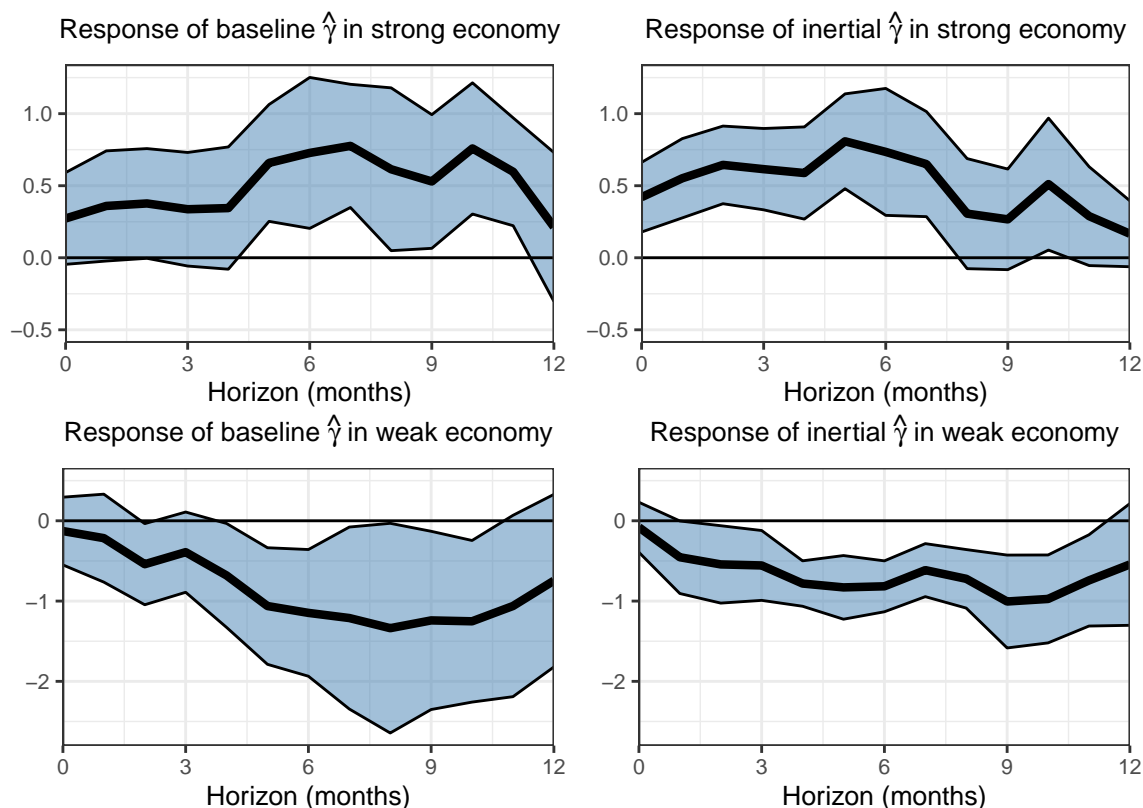 Response of baseline γ̂ in strong economy
1.0
0.5
0.0
−0.5
0 3 6 9 12
Horizon (months)
Response of inertial γ̂ in strong economy
1.0
0.5
0.0
−0.5
0 3 6 9 12
Horizon (months)
Response of baseline γ̂ in weak economy
0
−1
−2
0 3 6 9 12
Horizon (months)
Response of inertial γ̂ in weak economy
0
−1
−2
0 3 6 9 12
Horizon (months)